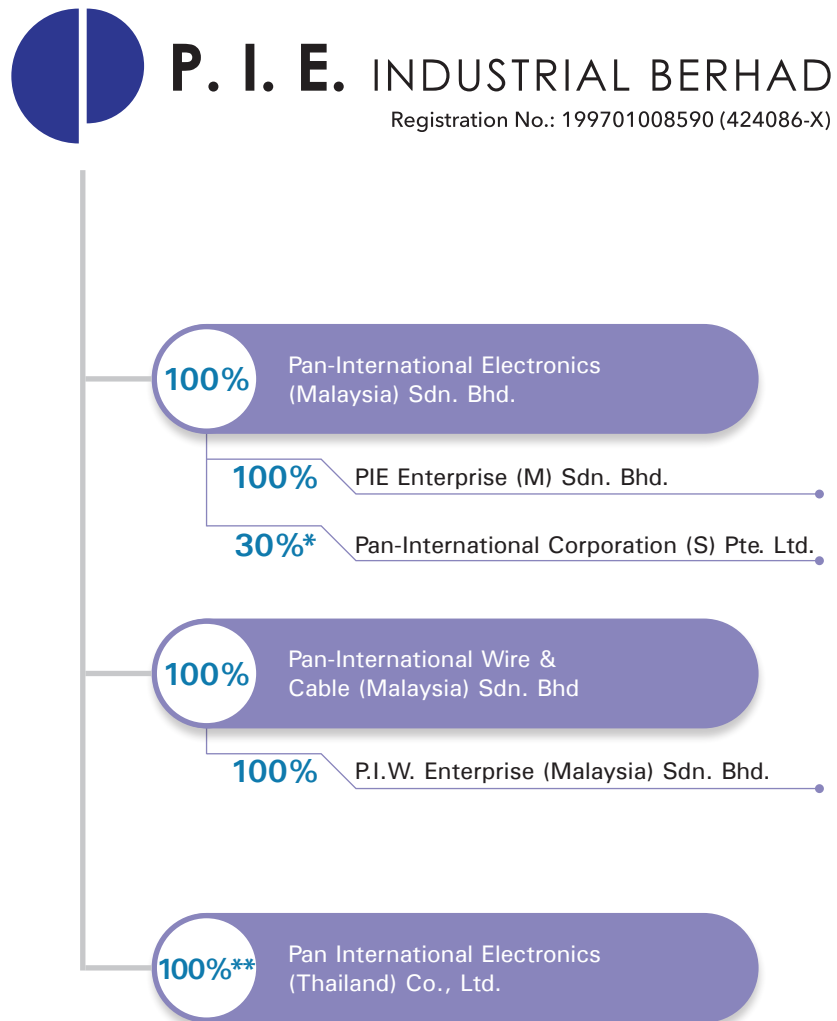 P. I. E. INDUSTRIAL BERHAD
Registration No.: 199701008590 (424086-X)
100%
Pan-International Electronics
(Malaysia) Sdn. Bhd.
100% PIE Enterprise (M) Sdn. Bhd.
30%* Pan-International Corporation (S) Pte. Ltd.
100%
Pan-International Wire &
Cable (Malaysia) Sdn. Bhd
100% P.I.W. Enterprise (Malaysia) Sdn. Bhd.
100%**
Pan International Electronics
(Thailand) Co., Ltd.